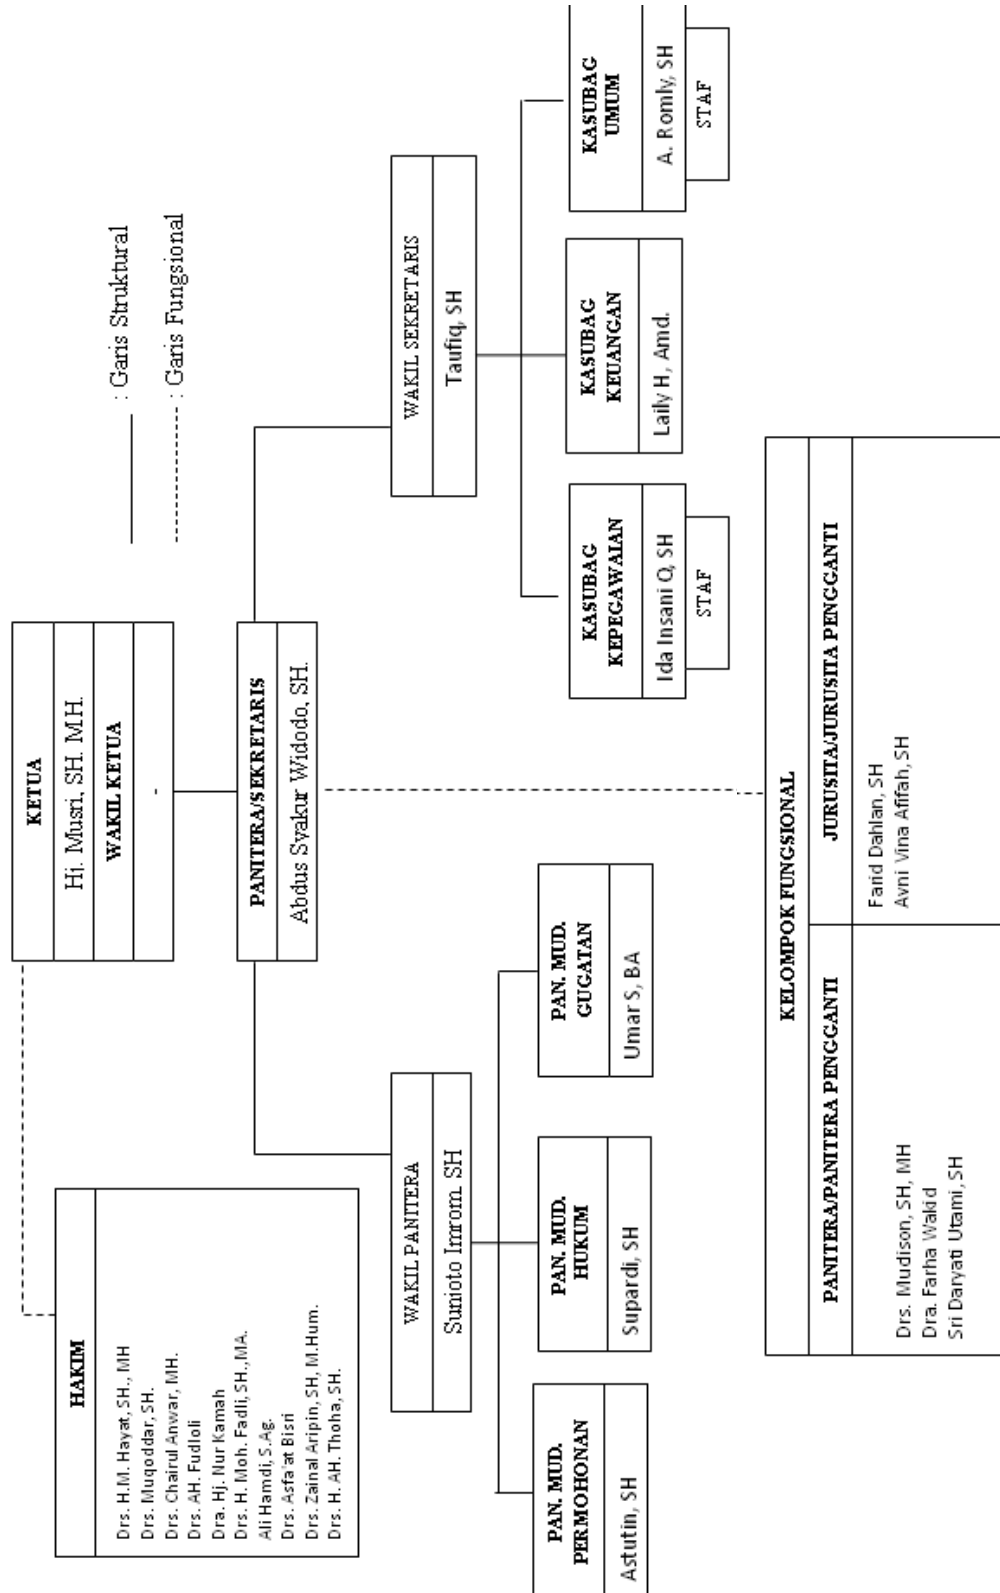 KETUA
Hj. Musri, SH. MH.
WAKIL KETUA
-
: Garis Struktural
: Garis Fungsional
HAKIM
Drs. H.M. Hayat, SH., MH
Drs. Muqoddar, SH.
Drs. Chairul Anwar, MH.
Drs. AH. Fudloli
Dra. Hj. Nur Kamah
Drs. H. Moh. Fadli, SH., MA.
Ali Hamdi, S.Ag.
Drs. Asfa'at Bisri
Drs. Zainal Aripin, SH, M.Hum.
Drs. H. AH. Thoha, SH.
PANITERA/SEKRETARIS
Abdus Syakur Widodo, SH.
WAKIL PANITERA
Sunioto Imrom. SH
WAKIL SEKRETARIS
Taufiq, SH
PAN. MUD.
PERMOHONAN
Astutin, SH
PAN. MUD.
HUKUM
Supardi, SH
PAN. MUD.
GUGATAN
Umar S, BA
KASUBAG
KEPEGAWAIAN
Ida Insani O, SH
STAF
KASUBAG
KEUANGAN
Laily H, Amd.
KASUBAG
UMUM
A. Romly, SH
STAF
KELOMPOK FUNGSIONAL
PANITERA/PANITERA PENGGANTI
Drs. Mudison, SH, MH
Dra. Farha Wakid
Sri Daryati Utami, SH
JURUSITA/JURUSITA PENGGANTI
Farid Dahlan, SH
Avni Vina Afifah, SH